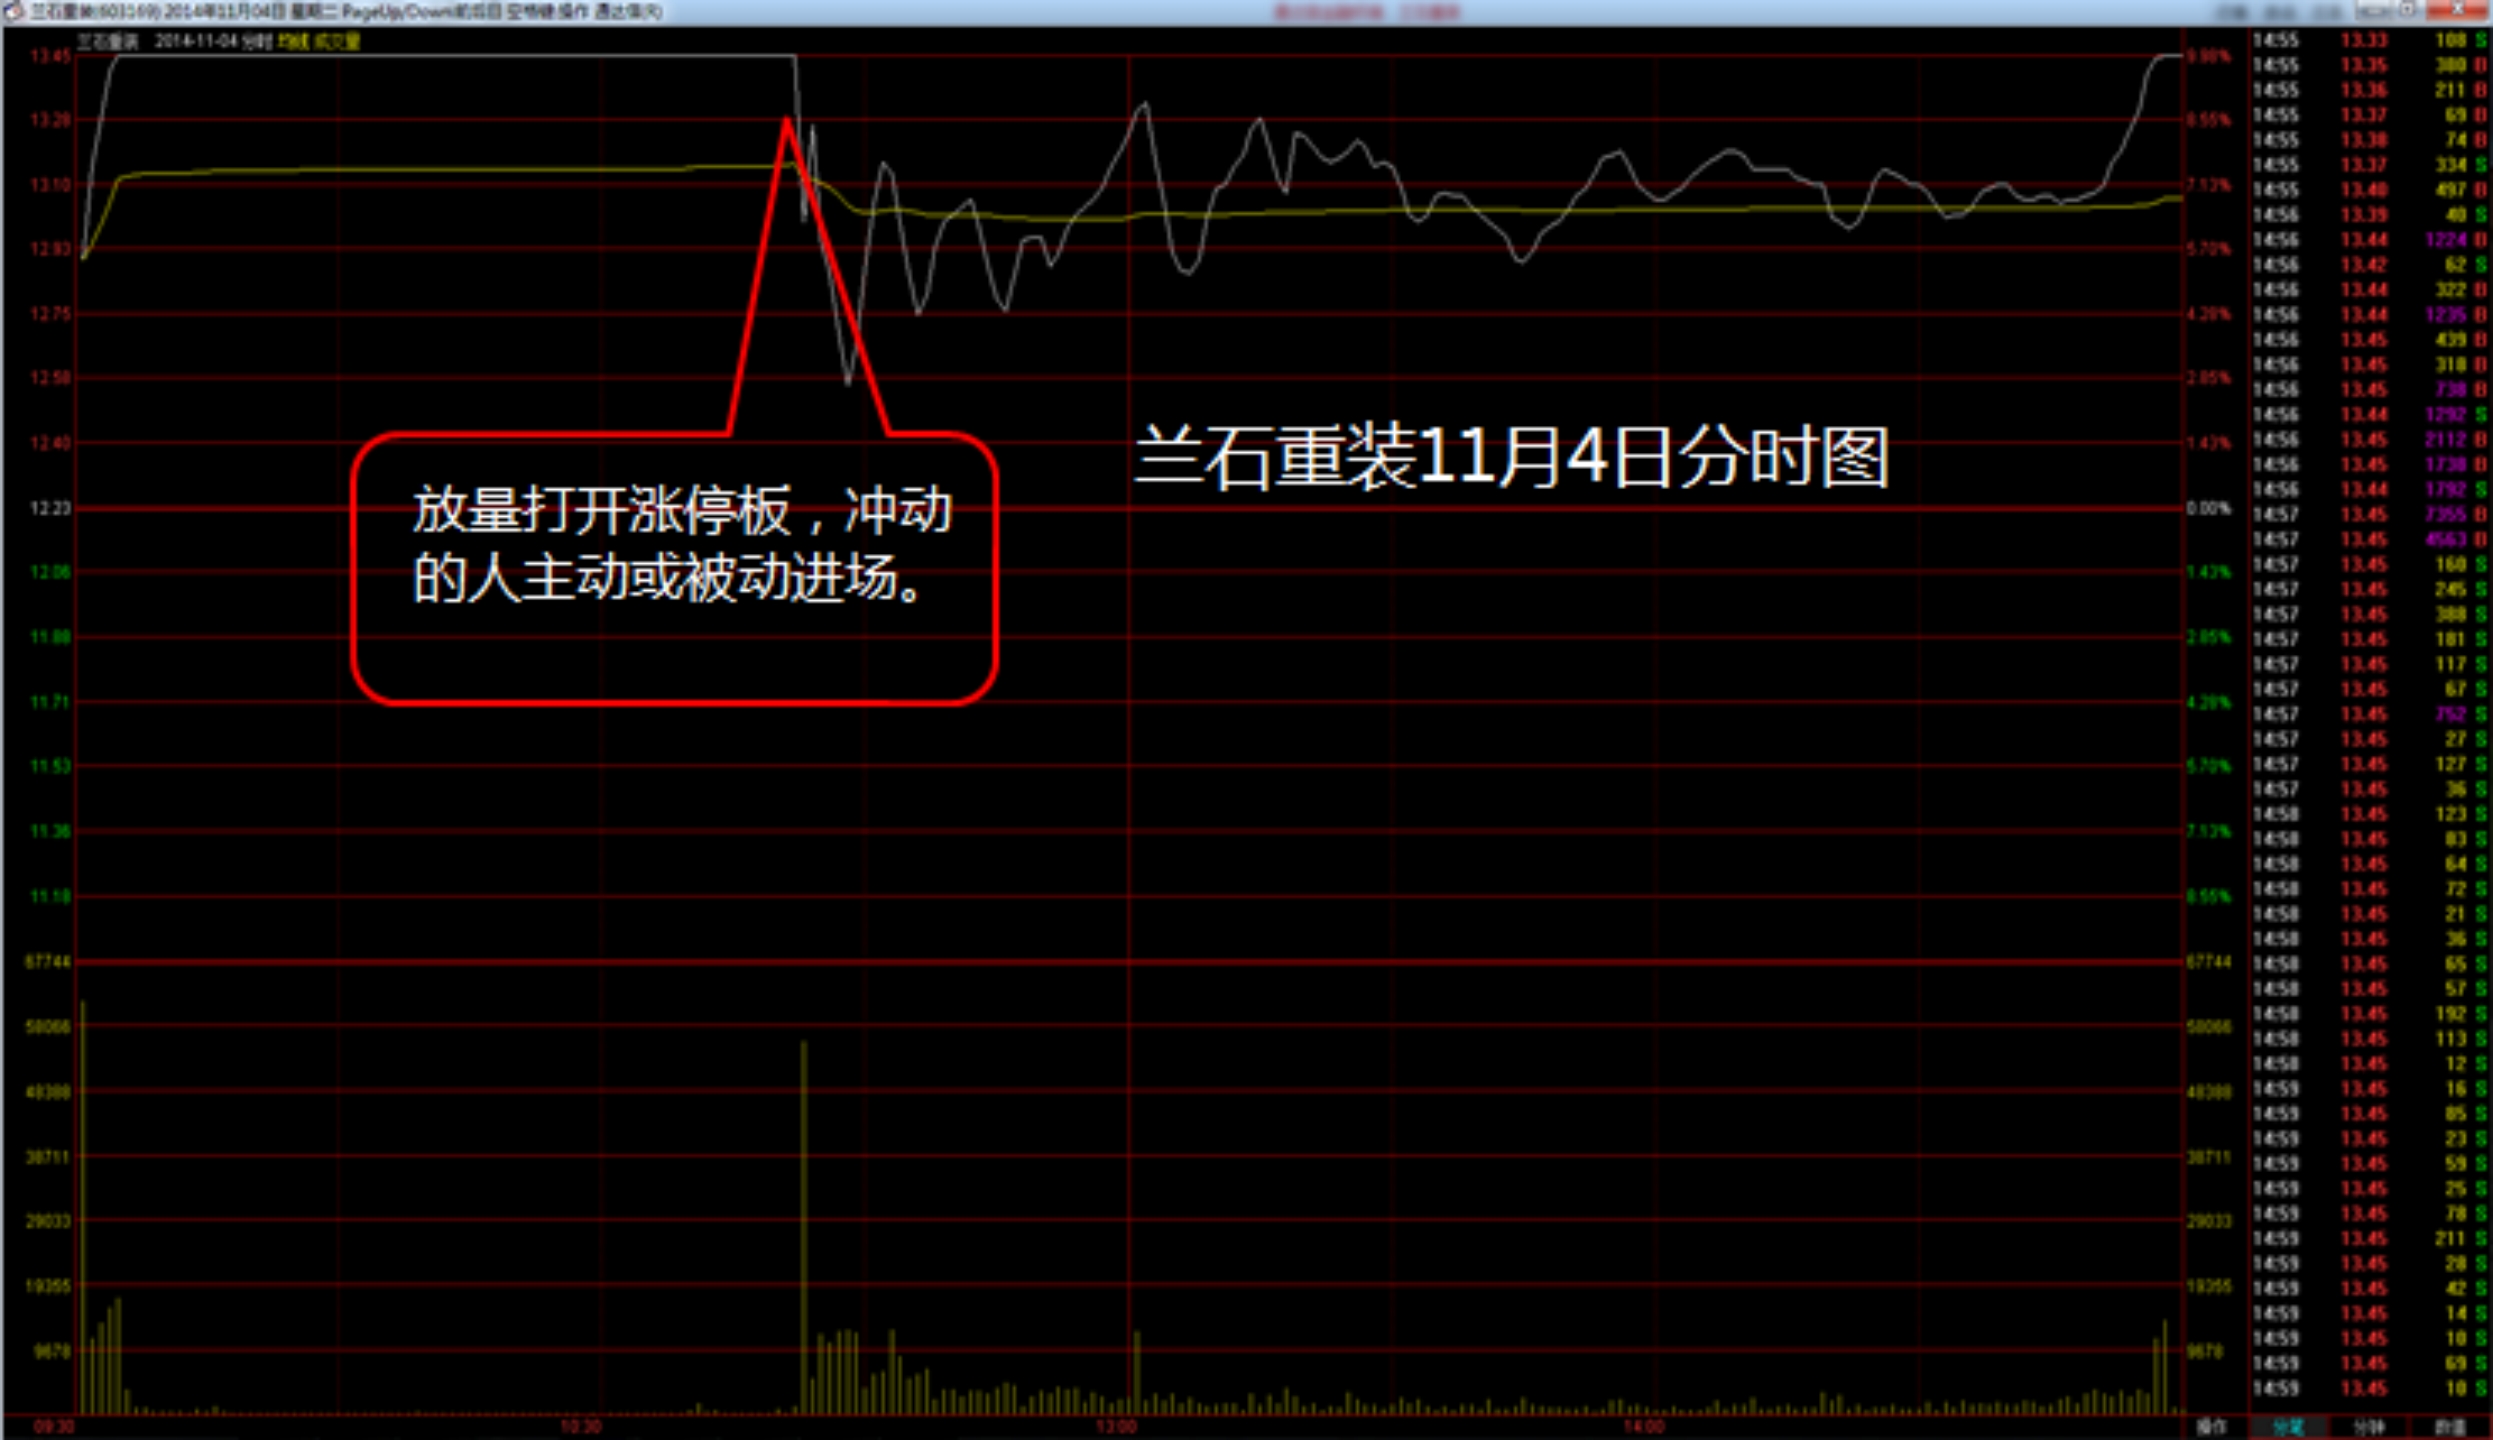 兰石重装(603169) 2014年11月04日 星期二 PageUp/Down:前后日 空格键:操作 通达信(R)
兰石重装 2014-11-04 分时 均线 成交量
13.45 9.98%
13.28 8.55%
13.10 7.13%
12.93 5.70%
12.75 4.28%
12.58 2.85%
12.40 1.43%
12.23 0.00%
12.06 1.43%
11.88 2.85%
11.71 4.28%
11.53 5.70%
11.36 7.13%
11.18 8.55%
67744 67744
58066 58066
48388 48388
38711 38711
29033 29033
19355 19355
9678 9678
放量打开涨停板，冲动
的人主动或被动进场。
兰石重装11月4日分时图
09:30 10:30 13:00 14:00
14:55 13.33 108 S
14:55 13.35 380 B
14:55 13.36 211 B
14:55 13.37 69 B
14:55 13.38 74 B
14:55 13.37 334 S
14:55 13.40 497 B
14:56 13.39 40 S
14:56 13.44 1224 B
14:56 13.42 62 S
14:56 13.44 322 B
14:56 13.44 1235 B
14:56 13.45 439 B
14:56 13.45 318 B
14:56 13.45 738 B
14:56 13.44 1292 S
14:56 13.45 2112 B
14:56 13.45 1738 B
14:56 13.44 1792 S
14:57 13.45 7355 B
14:57 13.45 4563 B
14:57 13.45 160 S
14:57 13.45 245 S
14:57 13.45 388 S
14:57 13.45 181 S
14:57 13.45 117 S
14:57 13.45 67 S
14:57 13.45 752 S
14:57 13.45 27 S
14:57 13.45 127 S
14:57 13.45 36 S
14:58 13.45 123 S
14:58 13.45 83 S
14:58 13.45 64 S
14:58 13.45 72 S
14:58 13.45 21 S
14:58 13.45 36 S
14:58 13.45 65 S
14:58 13.45 57 S
14:58 13.45 192 S
14:58 13.45 113 S
14:58 13.45 12 S
14:59 13.45 16 S
14:59 13.45 85 S
14:59 13.45 23 S
14:59 13.45 59 S
14:59 13.45 25 S
14:59 13.45 78 S
14:59 13.45 211 S
14:59 13.45 28 S
14:59 13.45 42 S
14:59 13.45 14 S
14:59 13.45 10 S
14:59 13.45 69 S
14:59 13.45 10 S
操作 分笔 分钟 数值